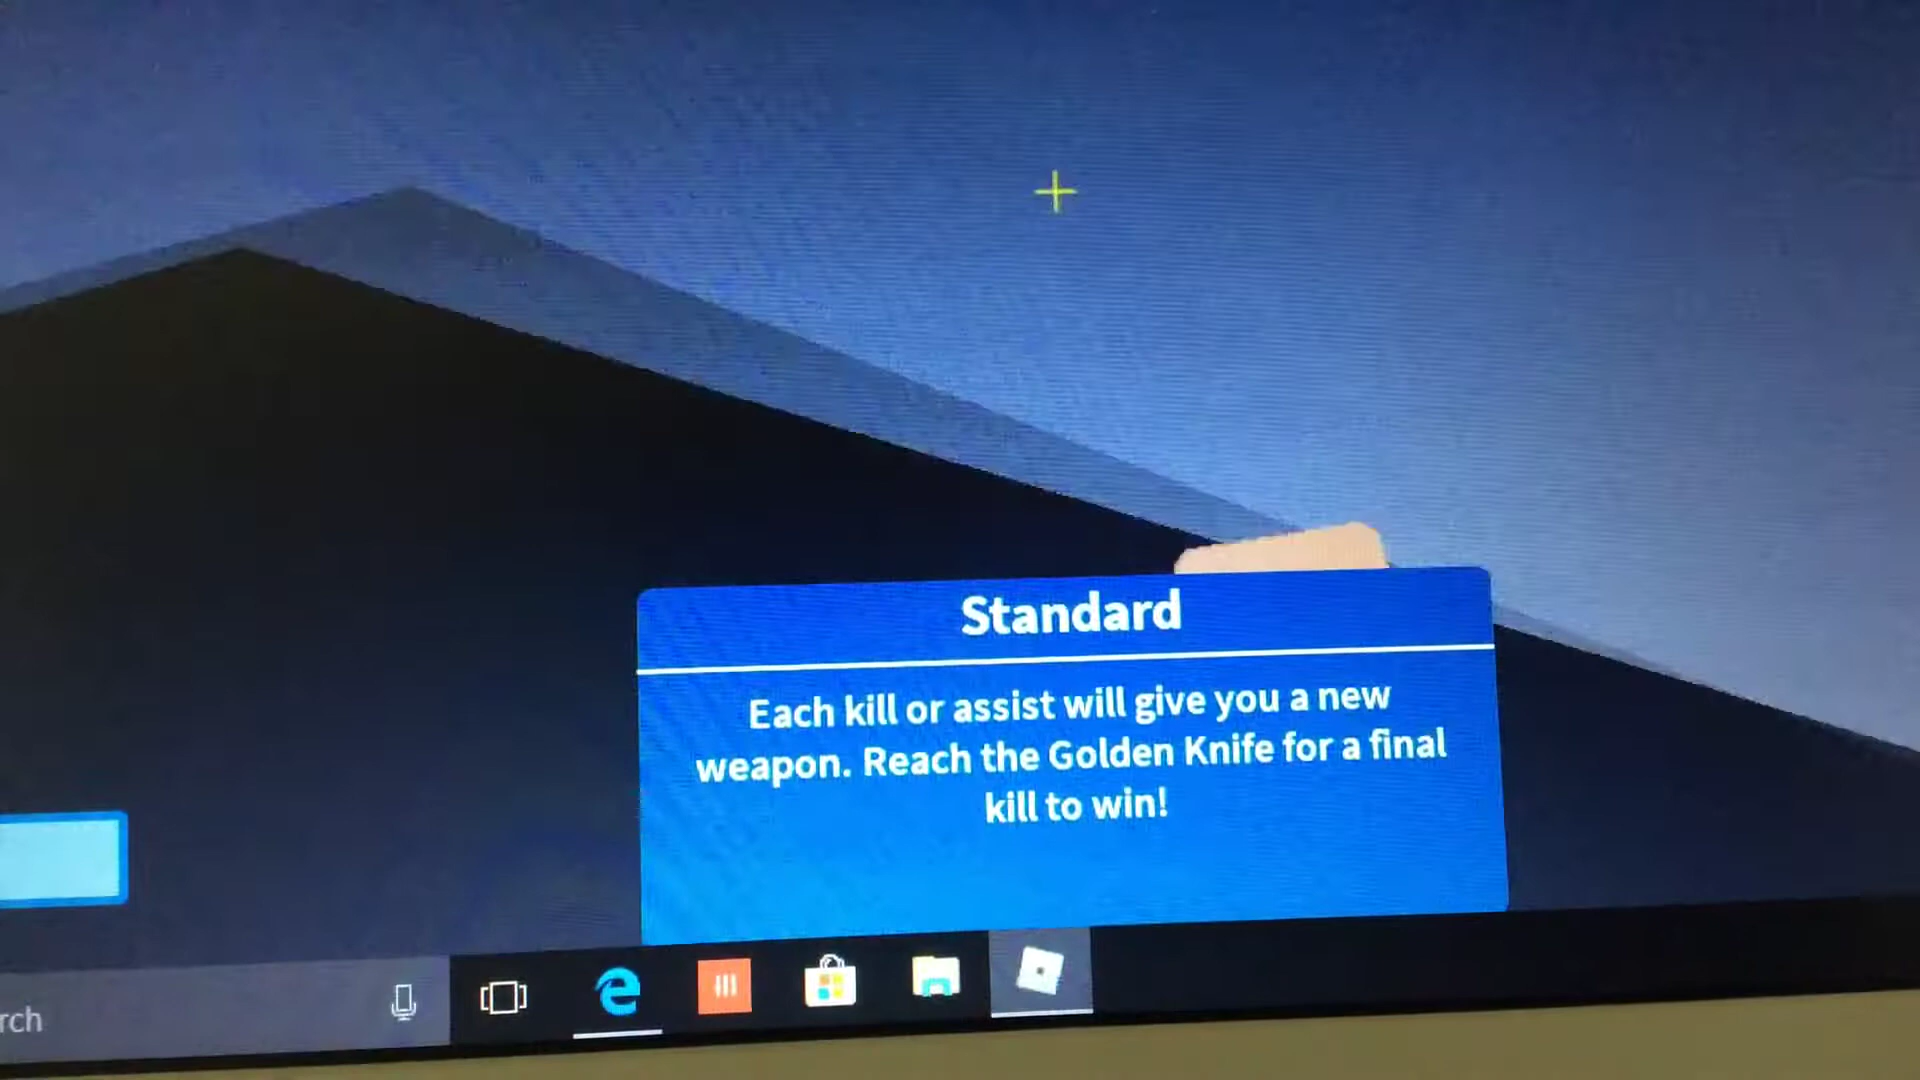 Standard
Each kill or assist will give you a new
weapon. Reach the Golden Knife for a final
kill to win!
rch